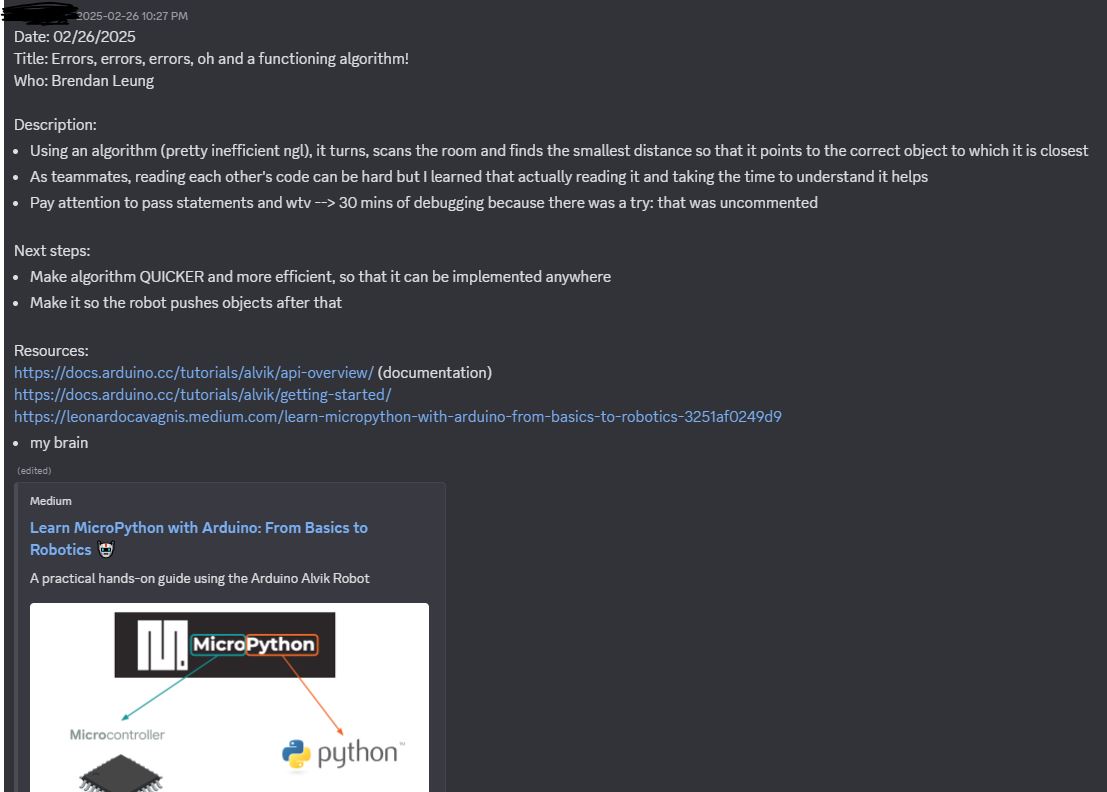 2025-02-26 10:27 PM
Date: 02/26/2025
Title: Errors, errors, errors, oh and a functioning algorithm!
Who: Brendan Leung
Description:
• Using an algorithm (pretty inefficient ngl), it turns, scans the room and finds the smallest distance so that it points to the correct object to which it is closest
• As teammates, reading each other's code can be hard but I learned that actually reading it and taking the time to understand it helps
• Pay attention to pass statements and wtv --> 30 mins of debugging because there was a try: that was uncommented
Next steps:
• Make algorithm QUICKER and more efficient, so that it can be implemented anywhere
• Make it so the robot pushes objects after that
Resources:
https://docs.arduino.cc/tutorials/alvik/api-overview/ (documentation)
https://docs.arduino.cc/tutorials/alvik/getting-started/
https://leonardocavagnis.medium.com/learn-micropython-with-arduino-from-basics-to-robotics-3251af0249d9
• my brain
(edited)
Medium
Learn MicroPython with Arduino: From Basics to
Robotics 🤖
A practical hands-on guide using the Arduino Alvik Robot
MicroPython
Microcontroller
python™